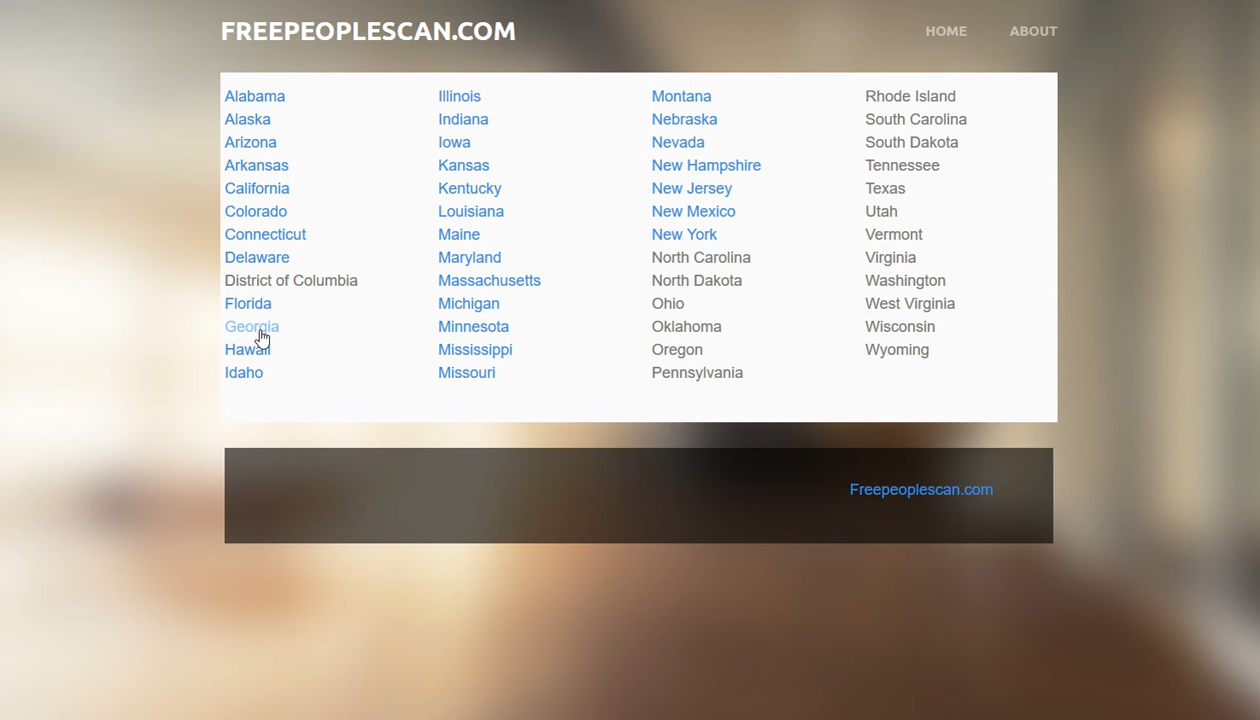 FREEPEOPLESCAN.COM
HOME ABOUT
Alabama
Alaska
Arizona
Arkansas
California
Colorado
Connecticut
Delaware
District of Columbia
Florida
Georgia
Hawaii
Idaho
Illinois
Indiana
Iowa
Kansas
Kentucky
Louisiana
Maine
Maryland
Massachusetts
Michigan
Minnesota
Mississippi
Missouri
Montana
Nebraska
Nevada
New Hampshire
New Jersey
New Mexico
New York
North Carolina
North Dakota
Ohio
Oklahoma
Oregon
Pennsylvania
Rhode Island
South Carolina
South Dakota
Tennessee
Texas
Utah
Vermont
Virginia
Washington
West Virginia
Wisconsin
Wyoming
Freepeoplescan.com